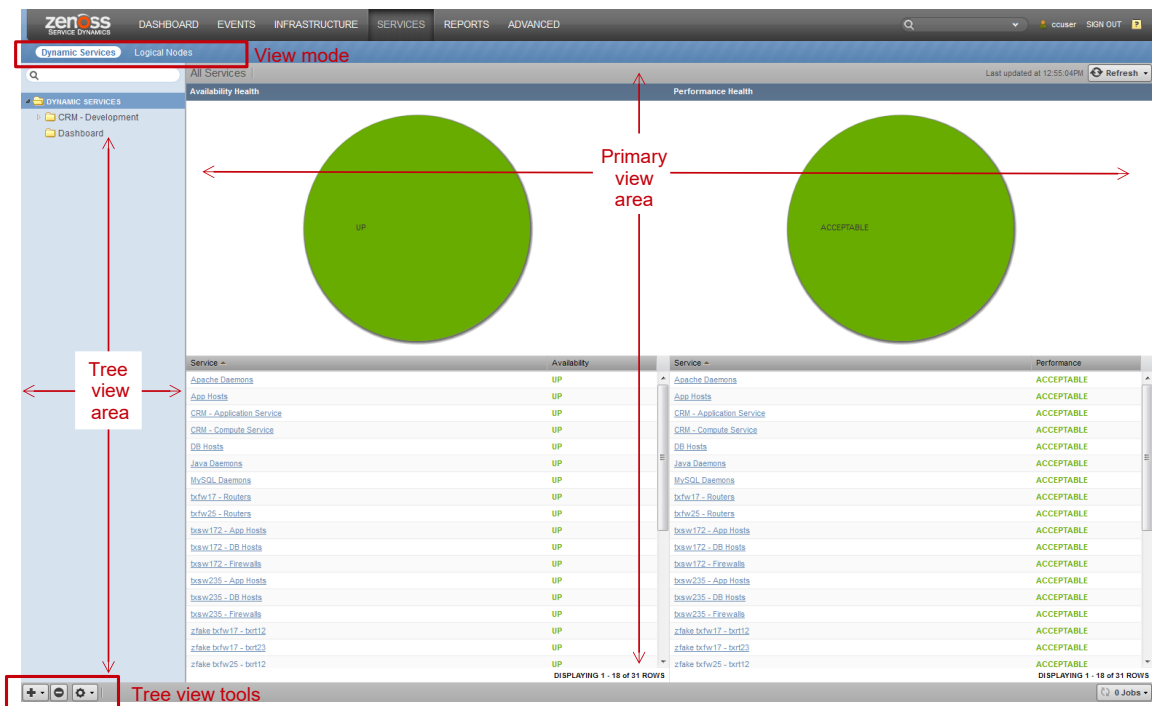 zenoss
SERVICE DYNAMICS
DASHBOARD EVENTS INFRASTRUCTURE SERVICES REPORTS ADVANCED
ccuser SIGN OUT ?
Dynamic Services Logical Nodes
View mode
All Services
Last updated at 12:55:04PM Refresh
DYNAMIC SERVICES
CRM - Development
Dashboard
Availability Health
Performance Health
Primary
view
area
UP
ACCEPTABLE
Tree
view
area
Service Availability Service Performance
Apache Daemons UP Apache Daemons ACCEPTABLE
App Hosts UP App Hosts ACCEPTABLE
CRM - Application Service UP CRM - Application Service ACCEPTABLE
CRM - Compute Service UP CRM - Compute Service ACCEPTABLE
DB Hosts UP DB Hosts ACCEPTABLE
Java Daemons UP Java Daemons ACCEPTABLE
MySQL Daemons UP MySQL Daemons ACCEPTABLE
txfw17 - Routers UP txfw17 - Routers ACCEPTABLE
txfw25 - Routers UP txfw25 - Routers ACCEPTABLE
txsw172 - App Hosts UP txsw172 - App Hosts ACCEPTABLE
txsw172 - DB Hosts UP txsw172 - DB Hosts ACCEPTABLE
txsw172 - Firewalls UP txsw172 - Firewalls ACCEPTABLE
txsw235 - App Hosts UP txsw235 - App Hosts ACCEPTABLE
txsw235 - DB Hosts UP txsw235 - DB Hosts ACCEPTABLE
txsw235 - Firewalls UP txsw235 - Firewalls ACCEPTABLE
zfake txfw17 - txrt12 UP zfake txfw17 - txrt12 ACCEPTABLE
zfake txfw17 - txrt23 UP zfake txfw17 - txrt23 ACCEPTABLE
zfake txfw25 - txrt12 UP zfake txfw25 - txrt12 ACCEPTABLE
DISPLAYING 1 - 18 of 31 ROWS DISPLAYING 1 - 18 of 31 ROWS
Tree view tools
0 Jobs